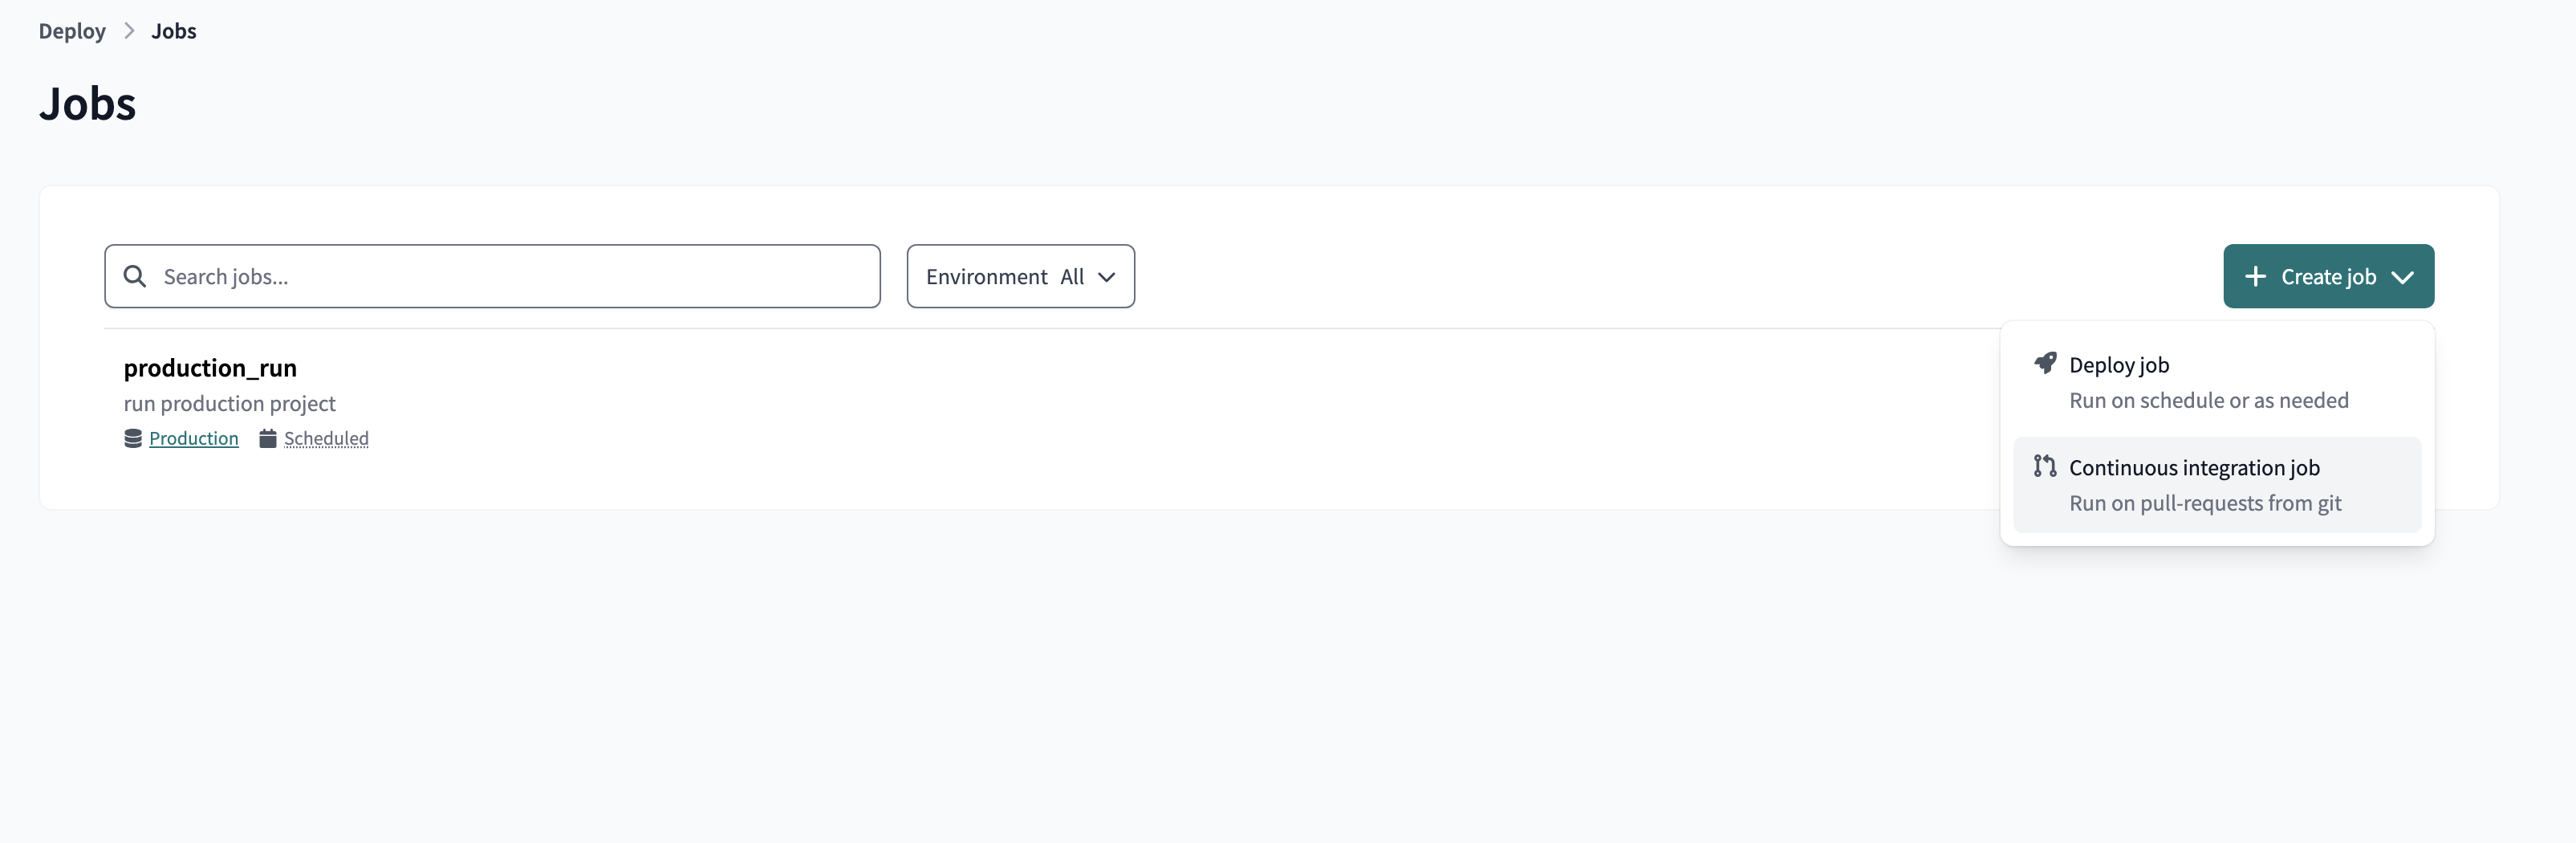 Deploy > Jobs
Jobs
Search jobs...
Environment All
Create job
production_run
run production project
Production Scheduled
Deploy job
Run on schedule or as needed
Continuous integration job
Run on pull-requests from git